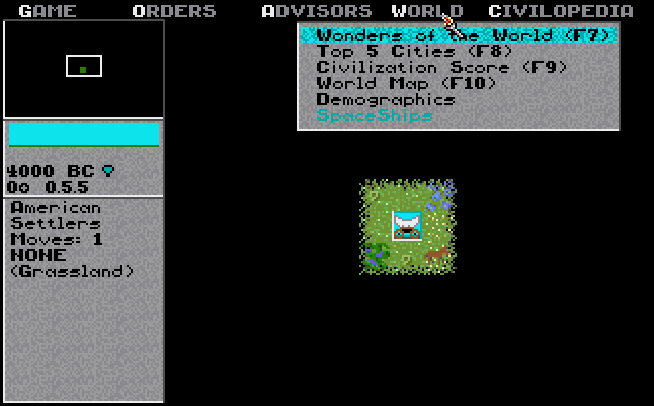 GAME ORDERS ADVISORS WORLD CIVILOPEDIA
Wonders of the World (F7)
Top 5 Cities (F8)
Civilization Score (F9)
World Map (F10)
Demographics
SpaceShips
4000 BC
0 0.5.5
American
Settlers
Moves: 1
NONE
(Grassland)